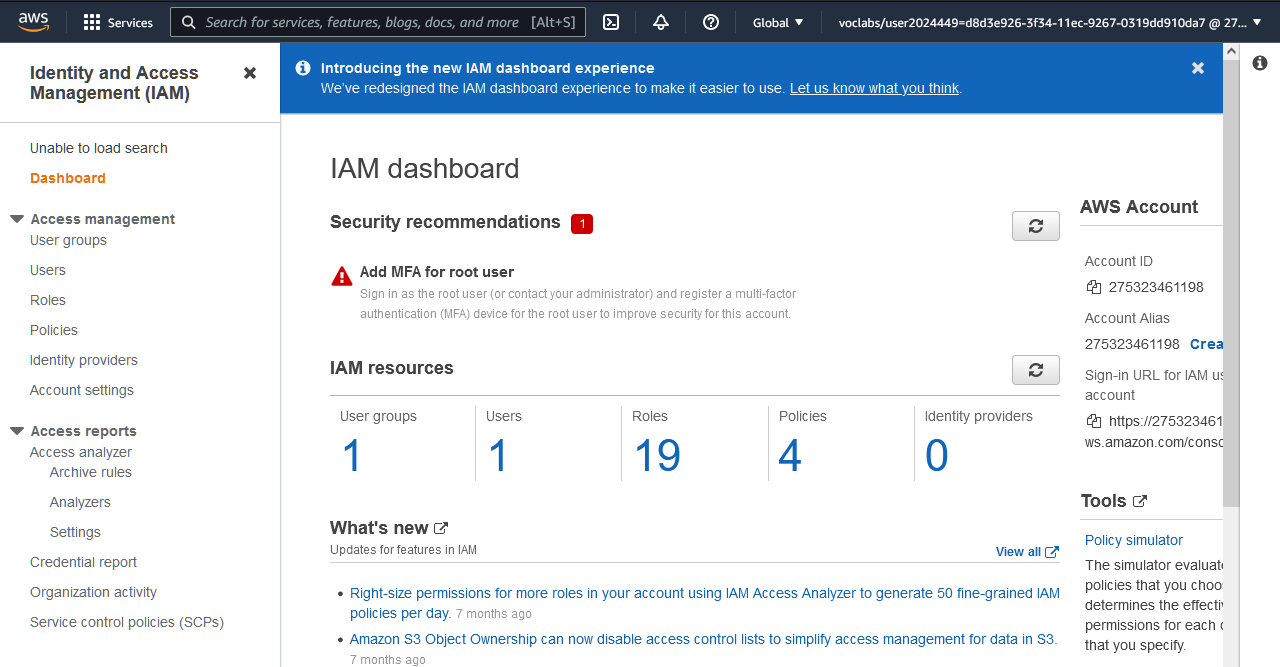 aws
Services
Search for services, features, blogs, docs, and more [Alt+S]
Global
voclabs/user2024449=d8d3e926-3f34-11ec-9267-0319dd910da7 @ 27...
Identity and Access
Management (IAM)
Unable to load search
Dashboard
Access management
User groups
Users
Roles
Policies
Identity providers
Account settings
Access reports
Access analyzer
Archive rules
Analyzers
Settings
Credential report
Organization activity
Service control policies (SCPs)
Introducing the new IAM dashboard experience
We've redesigned the IAM dashboard experience to make it easier to use. Let us know what you think.
IAM dashboard
Security recommendations 1
Add MFA for root user
Sign in as the root user (or contact your administrator) and register a multi-factor
authentication (MFA) device for the root user to improve security for this account.
IAM resources
User groups
1
Users
1
Roles
19
Policies
4
Identity providers
0
What's new
Updates for features in IAM
View all
Right-size permissions for more roles in your account using IAM Access Analyzer to generate 50 fine-grained IAM
policies per day. 7 months ago
Amazon S3 Object Ownership can now disable access control lists to simplify access management for data in S3.
7 months ago
AWS Account
Account ID
275323461198
Account Alias
275323461198 Crea
Sign-in URL for IAM us
account
https://275323461
ws.amazon.com/consc
Tools
Policy simulator
The simulator evaluate
policies that you choo
determines the effectiv
permissions for each c
that you specify.